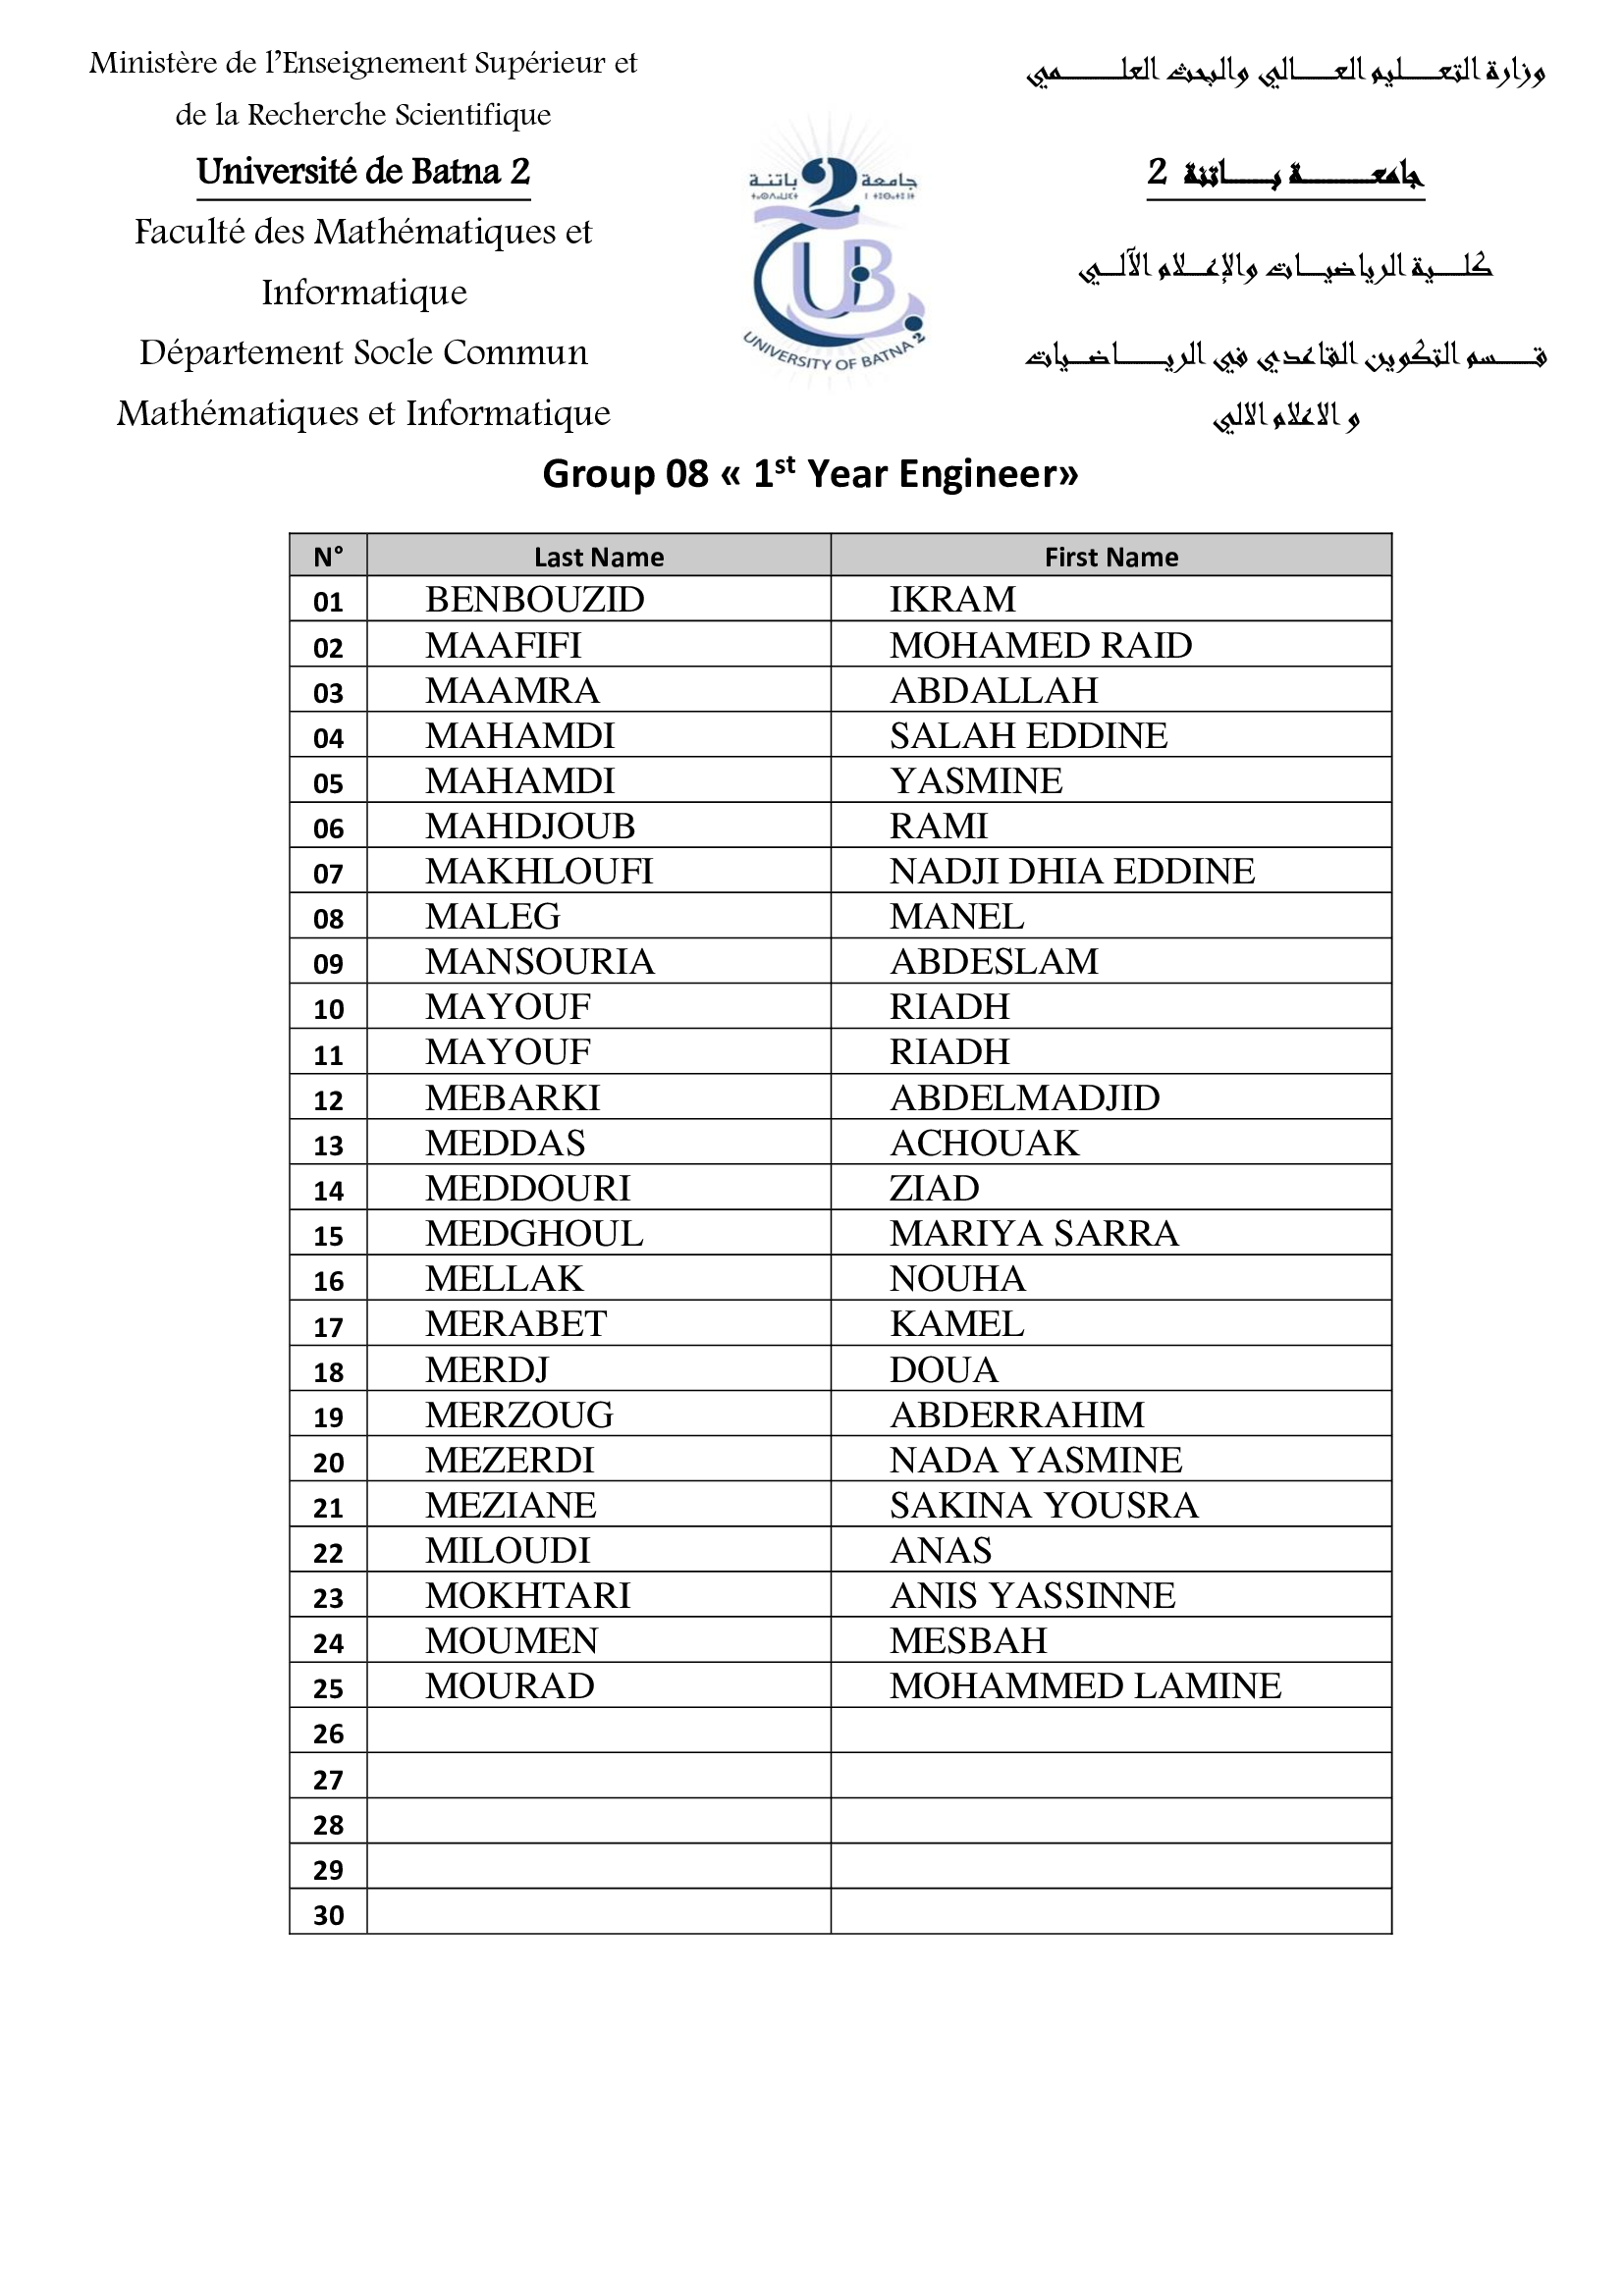 Ministère de l'Enseignement Supérieur et
de la Recherche Scientifique
Université de Batna 2
Faculté des Mathématiques et
Informatique
Département Socle Commun
Mathématiques et Informatique
جامعة 2 باتنة
UB
UNIVERSITY OF BATNA 2
وزارة التعـــليم العـــالي والبحث العلــــمي
جامعــــــة بـــاتنة 2
كلـــية الرياضيــات والإعــلام الآلــي
قـــسم التكوين القاعدي في الريـــاضــيات
و الاعلام الالي
Group 08 « 1st Year Engineer»
N° Last Name First Name
01 BENBOUZID IKRAM
02 MAAFIFI MOHAMED RAID
03 MAAMRA ABDALLAH
04 MAHAMDI SALAH EDDINE
05 MAHAMDI YASMINE
06 MAHDJOUB RAMI
07 MAKHLOUFI NADJI DHIA EDDINE
08 MALEG MANEL
09 MANSOURIA ABDESLAM
10 MAYOUF RIADH
11 MAYOUF RIADH
12 MEBARKI ABDELMADJID
13 MEDDAS ACHOUAK
14 MEDDOURI ZIAD
15 MEDGHOUL MARIYA SARRA
16 MELLAK NOUHA
17 MERABET KAMEL
18 MERDJ DOUA
19 MERZOUG ABDERRAHIM
20 MEZERDI NADA YASMINE
21 MEZIANE SAKINA YOUSRA
22 MILOUDI ANAS
23 MOKHTARI ANIS YASSINNE
24 MOUMEN MESBAH
25 MOURAD MOHAMMED LAMINE
26
27
28
29
30